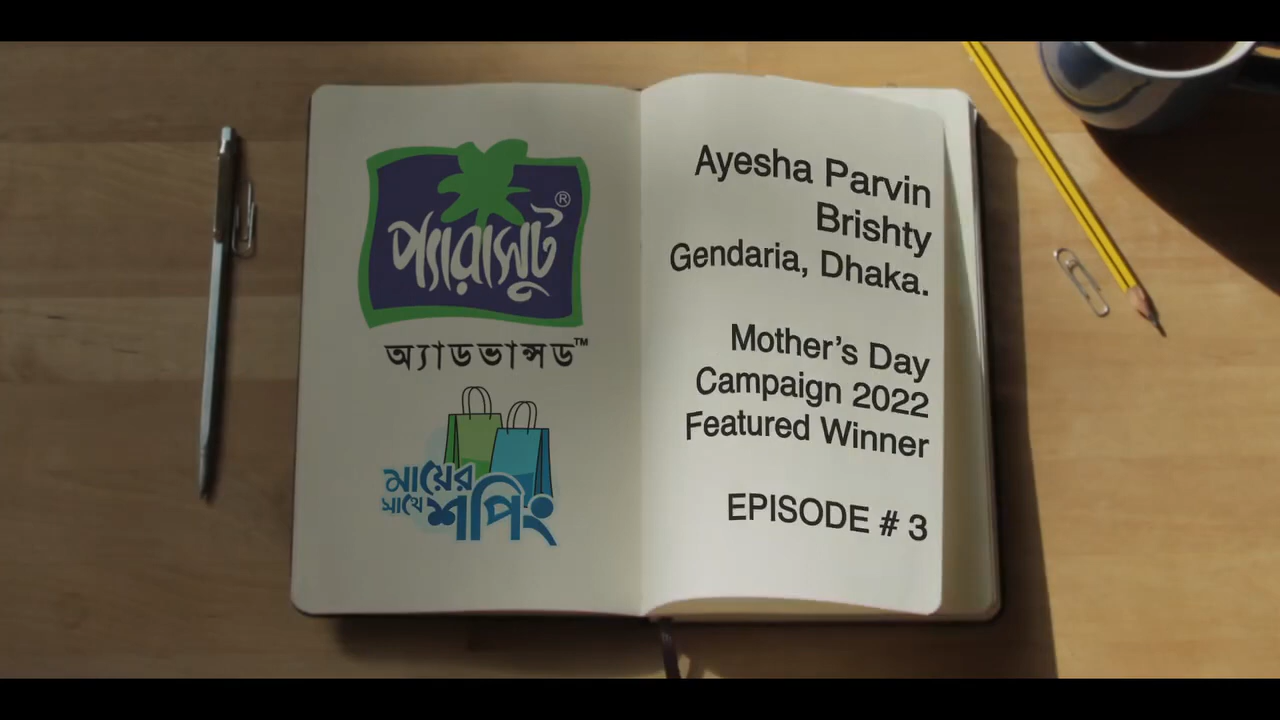 প্যারাসুট®
অ্যাডভান্সড™
মায়ের
সাথে শপিং
Ayesha Parvin
Brishty
Gendaria, Dhaka.
Mother's Day
Campaign 2022
Featured Winner
EPISODE # 3